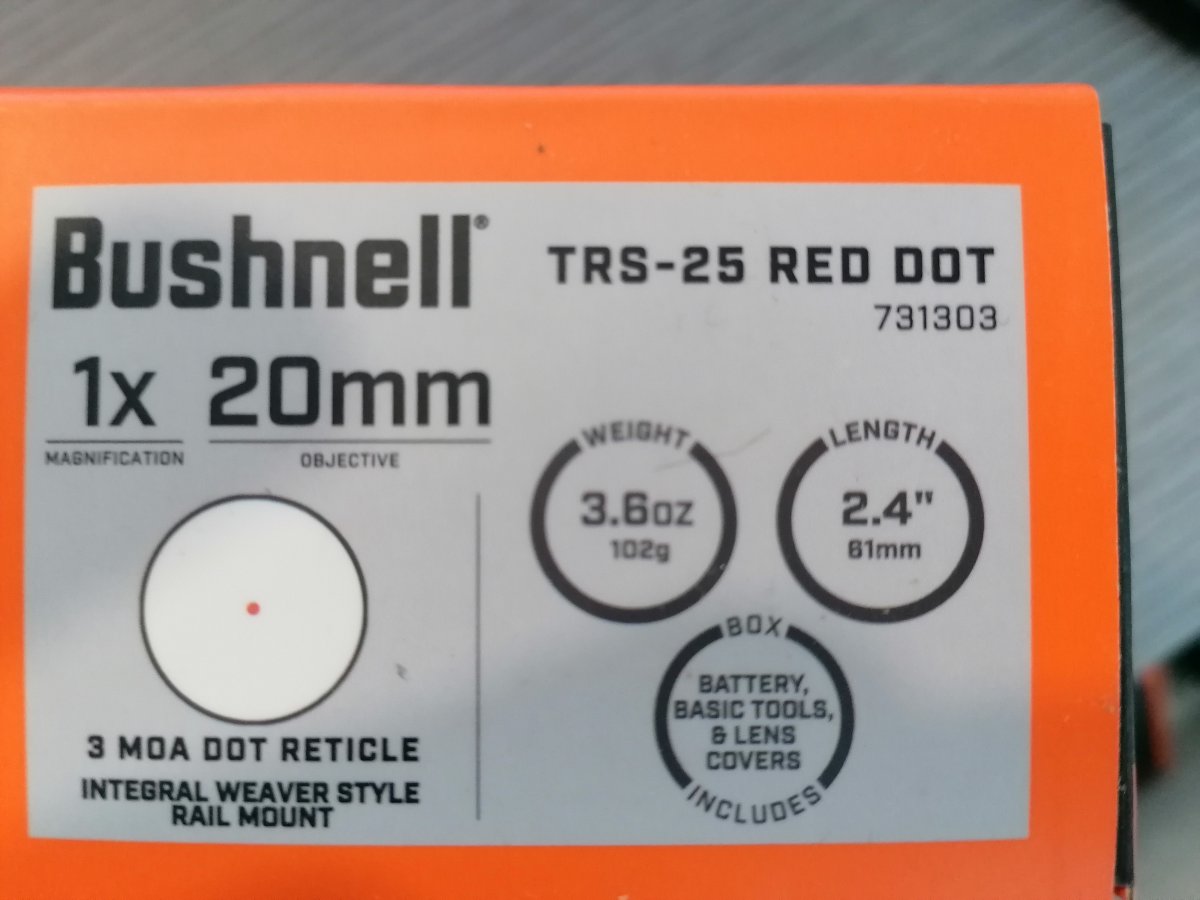 Bushnell®
TRS-25 RED DOT
731303
1x
MAGNIFICATION
20mm
OBJECTIVE
3 MOA DOT RETICLE
INTEGRAL WEAVER STYLE
RAIL MOUNT
WEIGHT
3.6oz
102g
LENGTH
2.4"
61mm
BOX
BATTERY,
BASIC TOOLS,
& LENS
COVERS
INCLUDES